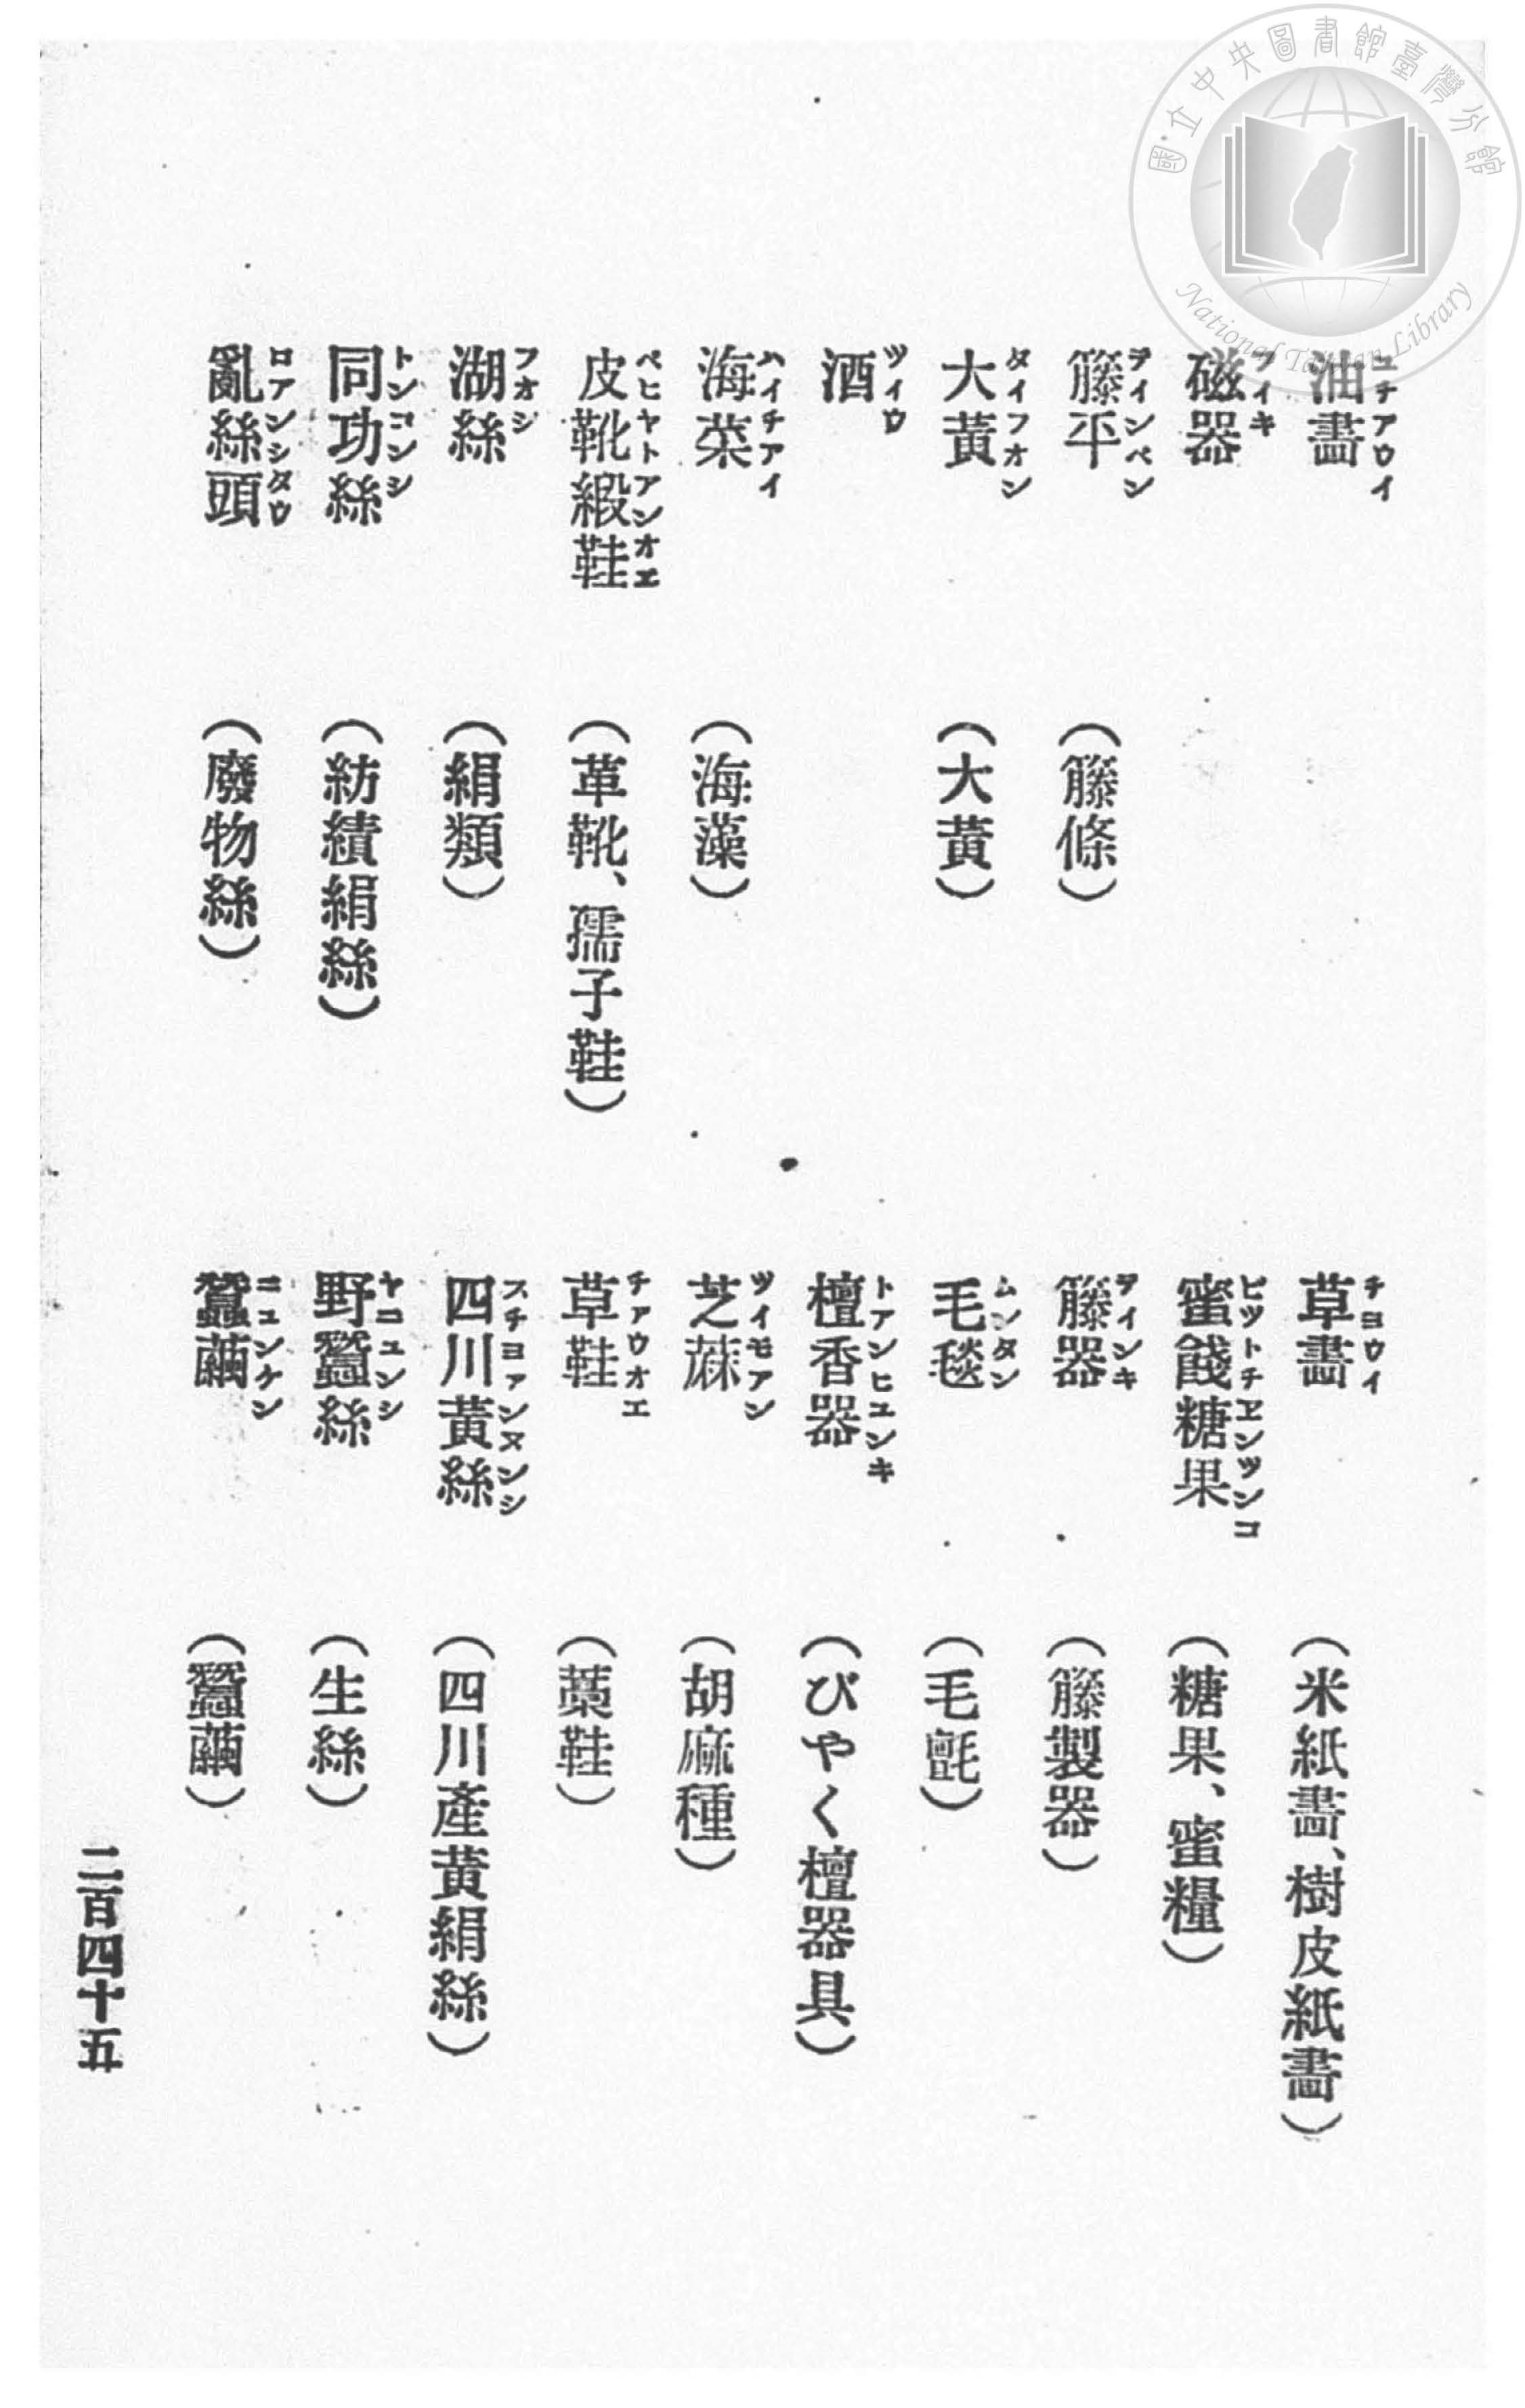 國立中央圖書館臺灣分館
National Taiwan Library
油畵 ユチアウイ
磁器 フイキ
籐平 ヂインペン
(籐條)
大黃 タイフオン
(大黃)
酒 ツイウ
海菜 ハイチアイ
(海藻)
皮靴緞鞋 ペヒヤトアンオエ
(革靴、孺子鞋)
湖絲 フオシ
(絹類)
同功絲 トンコンシ
(紡績絹絲)
亂絲頭 ロアンシタウ
(廢物絲)
草畵 チヨウイ
(米紙畵、樹皮紙畵)
蜜餞糖果 ビツトチエンツンコ
(糖果、蜜糧)
籐器 ヂインキ
(籐製器)
毛毯 ムンタン
(毛氈)
檀香器 トアンヒユンキ
(びやく檀器具)
芝蔴 ツイモアン
(胡麻種)
草鞋 チアウオエ
(藁鞋)
四川黃絲 スチヨアンヌンシ
(四川產黃絹絲)
野蠶絲 ヤニユンシ
(生絲)
蠶繭 ニユンケン
(蠶繭)
二百四十五